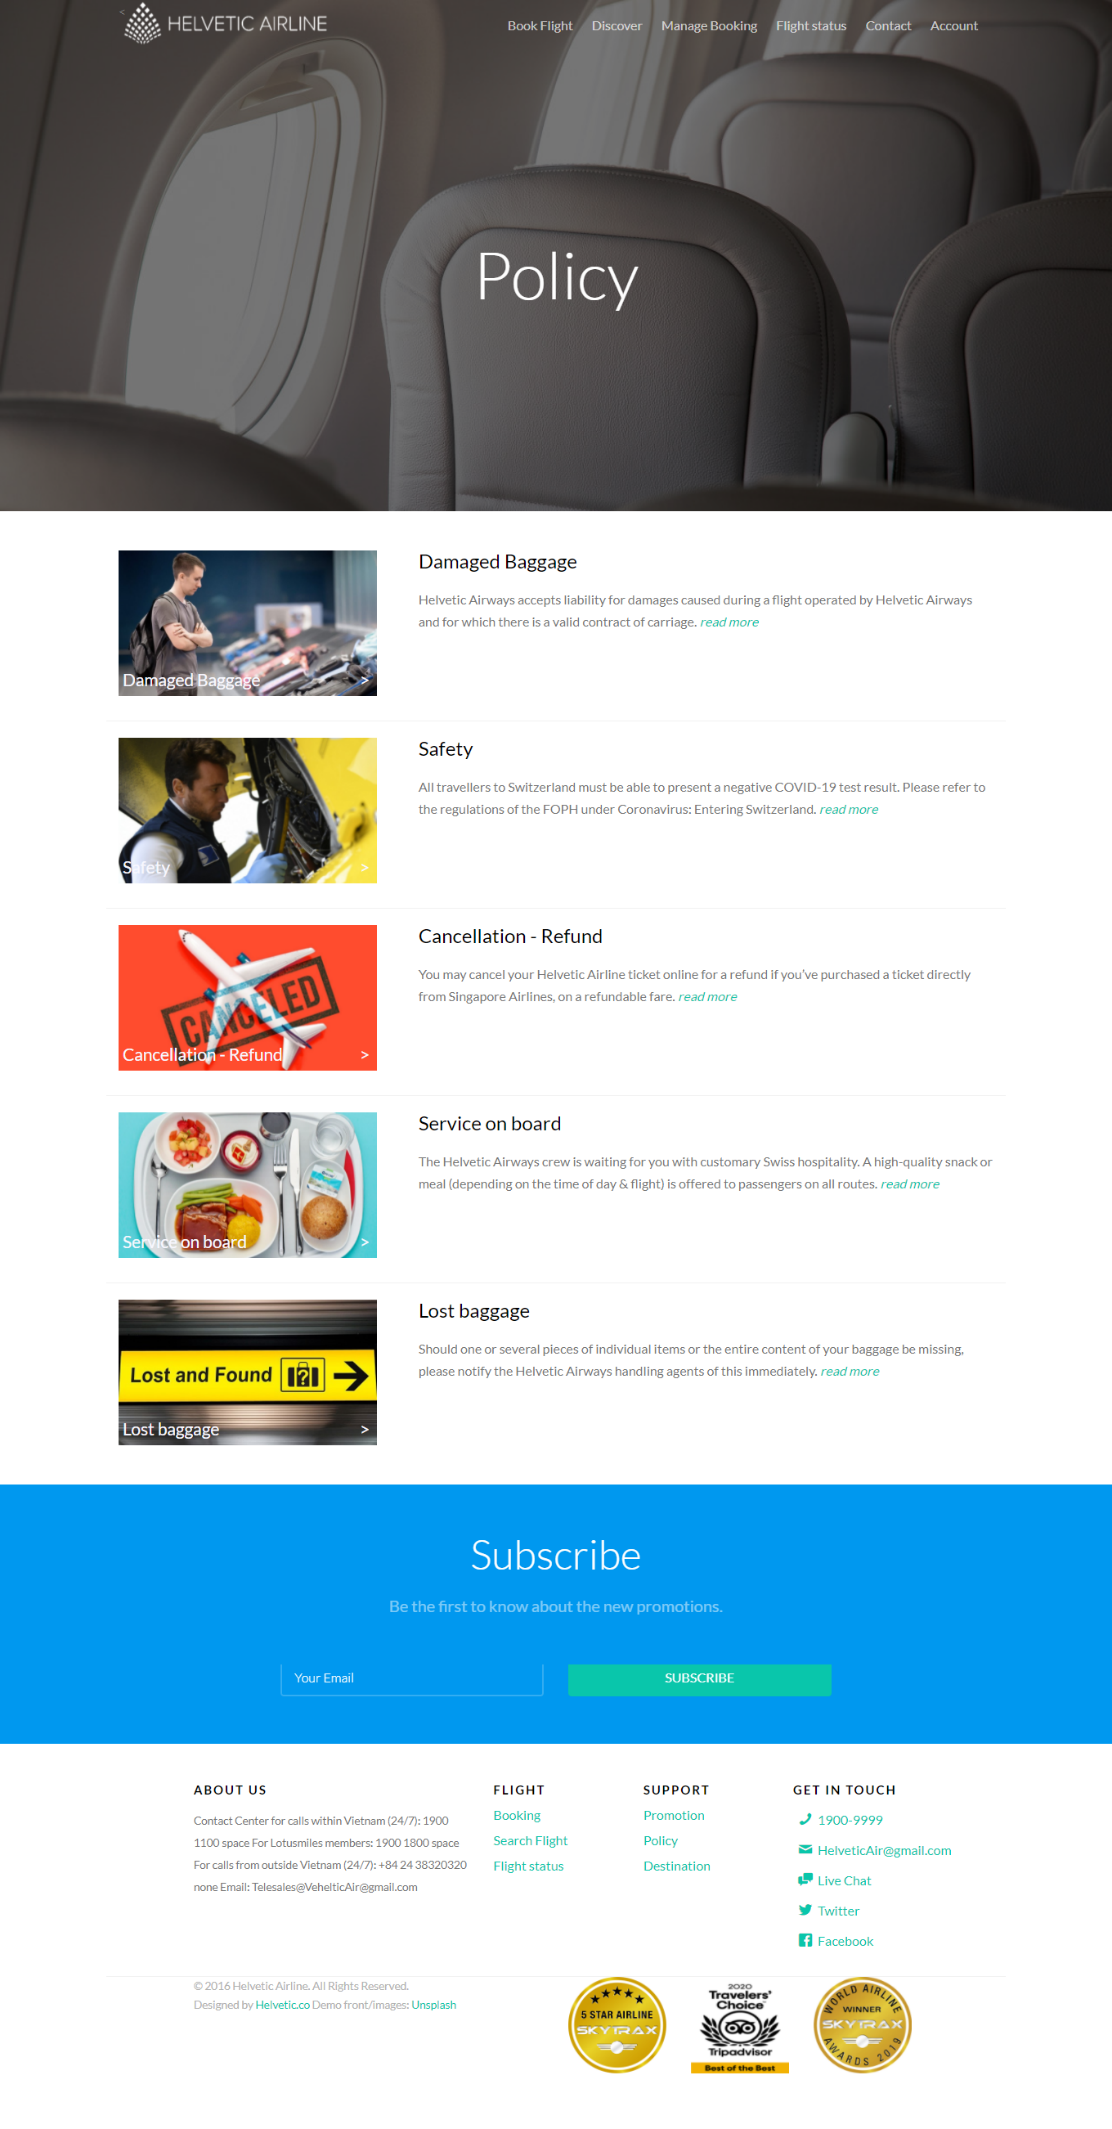 <
HELVETIC AIRLINE
Book Flight Discover Manage Booking Flight status Contact Account
Policy
Damaged Baggage >
Damaged Baggage
Helvetic Airways accepts liability for damages caused during a flight operated by Helvetic Airways
and for which there is a valid contract of carriage. read more
Safety >
Safety
All travellers to Switzerland must be able to present a negative COVID-19 test result. Please refer to
the regulations of the FOPH under Coronavirus: Entering Switzerland. read more
CANCELED
Cancellation - Refund >
Cancellation - Refund
You may cancel your Helvetic Airline ticket online for a refund if you've purchased a ticket directly
from Singapore Airlines, on a refundable fare. read more
Service on board >
Service on board
The Helvetic Airways crew is waiting for you with customary Swiss hospitality. A high-quality snack or
meal (depending on the time of day & flight) is offered to passengers on all routes. read more
Lost and Found ?
Lost baggage >
Lost baggage
Should one or several pieces of individual items or the entire content of your baggage be missing,
please notify the Helvetic Airways handling agents of this immediately. read more
Subscribe
Be the first to know about the new promotions.
Your Email
SUBSCRIBE
ABOUT US
Contact Center for calls within Vietnam (24/7): 1900
1100 space For Lotusmiles members: 1900 1800 space
For calls from outside Vietnam (24/7): +84 24 38320320
none Email: Telesales@VehelticAir@gmail.com
FLIGHT
Booking
Search Flight
Flight status
SUPPORT
Promotion
Policy
Destination
GET IN TOUCH
1900-9999
HelveticAir@gmail.com
Live Chat
Twitter
Facebook
© 2016 Helvetic Airline. All Rights Reserved.
Designed by Helvetic.co Demo front/images: Unsplash
5 STAR AIRLINE
SKYTRAX
2020
Travelers'
Choice™
Tripadvisor
Best of the Best
WORLD AIRLINE
WINNER
SKYTRAX
AWARDS 2019